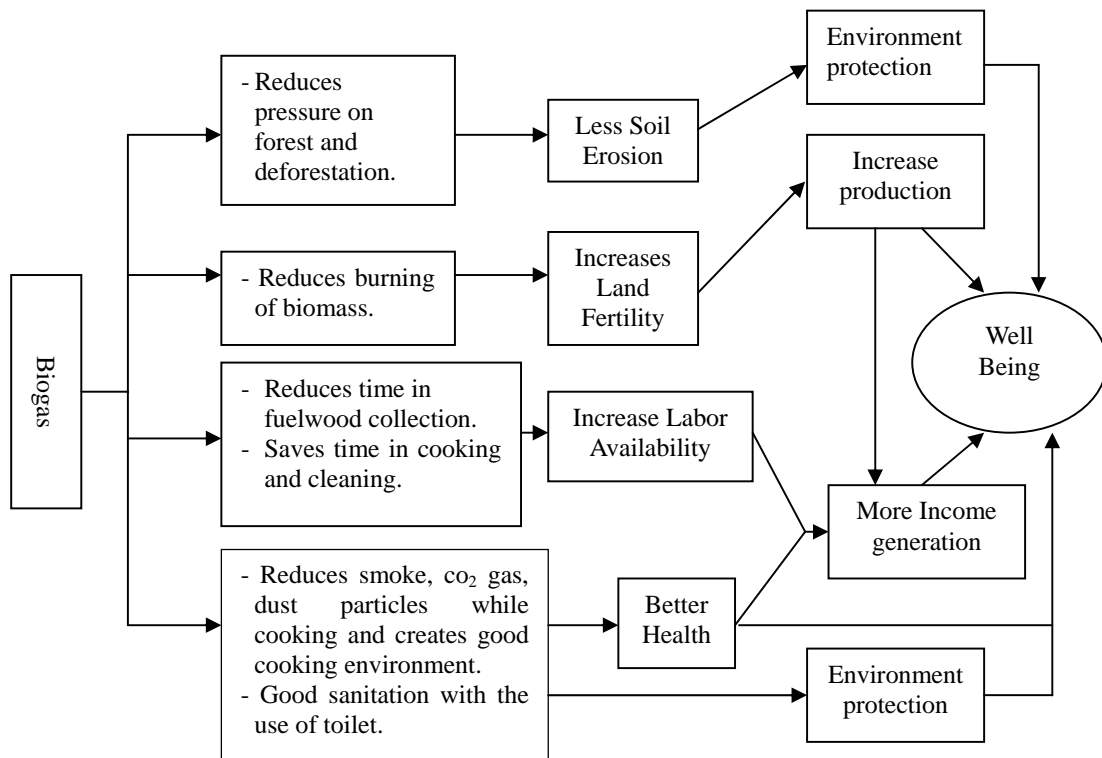 Biogas
- Reduces
pressure on
forest and
deforestation.
Less Soil
Erosion
Environment
protection
- Reduces burning
of biomass.
Increases
Land
Fertility
Increase
production
- Reduces time in
fuelwood collection.
- Saves time in cooking
and cleaning.
Increase Labor
Availability
More Income
generation
Well
Being
- Reduces smoke, co₂ gas,
dust particles while
cooking and creates good
cooking environment.
- Good sanitation with the
use of toilet.
Better
Health
Environment
protection